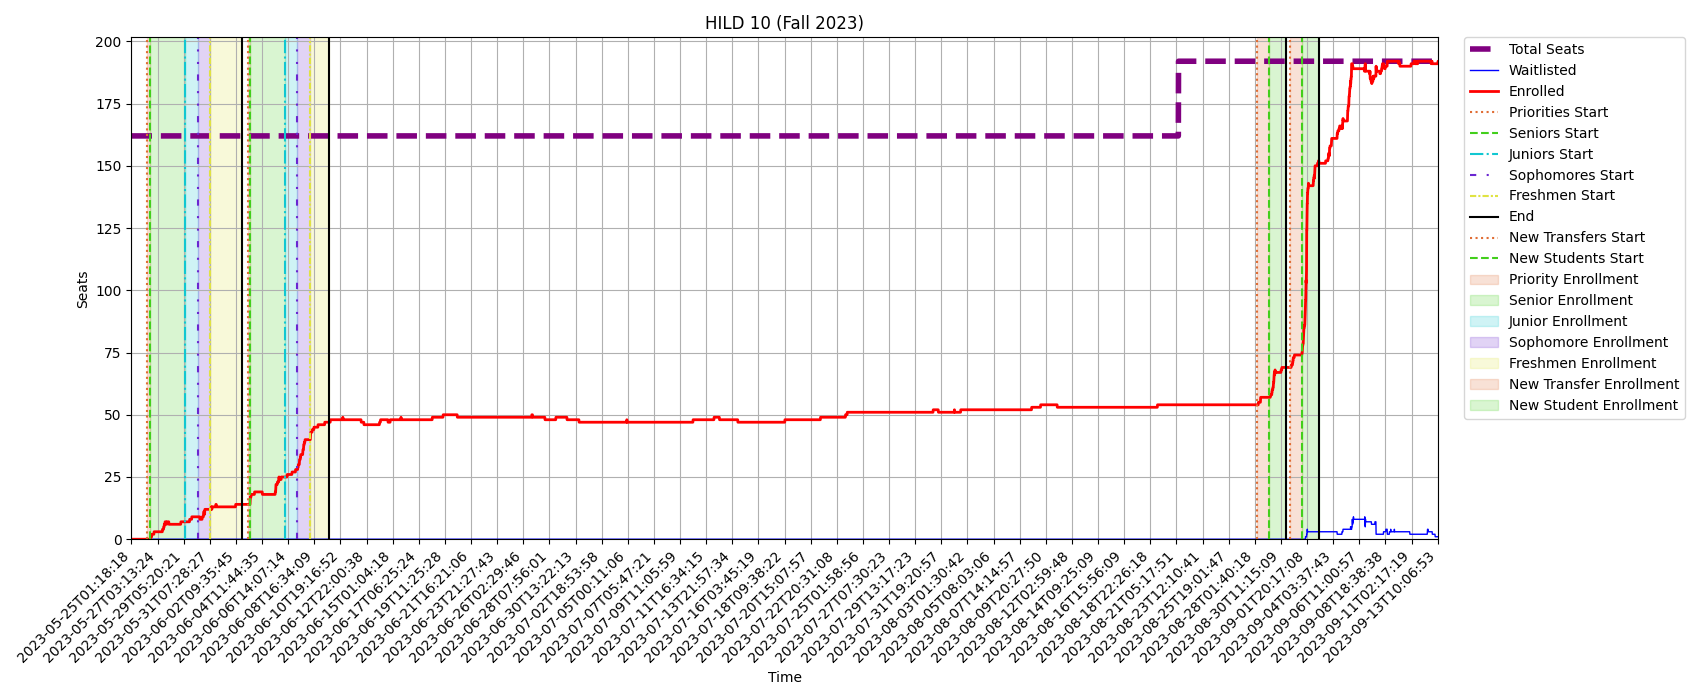 HILD 10 (Fall 2023)
200
175
150
125
100
75
50
25
0
Seats
2023-05-25T01:18:18
2023-05-27T03:13:24
2023-05-29T05:20:21
2023-05-31T07:28:27
2023-06-02T09:35:45
2023-06-04T11:44:35
2023-06-06T14:07:14
2023-06-08T16:34:09
2023-06-10T19:16:52
2023-06-12T22:00:38
2023-06-15T01:04:18
2023-06-17T06:25:24
2023-06-19T11:25:28
2023-06-21T16:21:06
2023-06-23T21:27:43
2023-06-26T02:29:46
2023-06-28T07:56:01
2023-06-30T13:22:13
2023-07-02T18:53:58
2023-07-05T00:11:06
2023-07-07T05:47:21
2023-07-09T11:05:59
2023-07-11T16:34:15
2023-07-13T21:57:34
2023-07-16T03:45:19
2023-07-18T09:38:22
2023-07-20T15:07:57
2023-07-22T20:31:08
2023-07-25T01:58:56
2023-07-27T07:30:23
2023-07-29T13:17:23
2023-07-31T19:20:57
2023-08-03T01:30:42
2023-08-05T08:03:06
2023-08-07T14:14:57
2023-08-09T20:27:50
2023-08-12T02:59:48
2023-08-14T09:25:09
2023-08-16T15:56:09
2023-08-18T22:26:18
2023-08-21T05:17:51
2023-08-23T12:10:41
2023-08-25T19:01:47
2023-08-28T01:40:18
2023-08-30T11:15:09
2023-09-01T20:17:08
2023-09-04T03:37:43
2023-09-06T11:00:57
2023-09-08T18:38:38
2023-09-11T02:17:19
2023-09-13T10:06:53
Time
Total Seats
Waitlisted
Enrolled
Priorities Start
Seniors Start
Juniors Start
Sophomores Start
Freshmen Start
End
New Transfers Start
New Students Start
Priority Enrollment
Senior Enrollment
Junior Enrollment
Sophomore Enrollment
Freshmen Enrollment
New Transfer Enrollment
New Student Enrollment